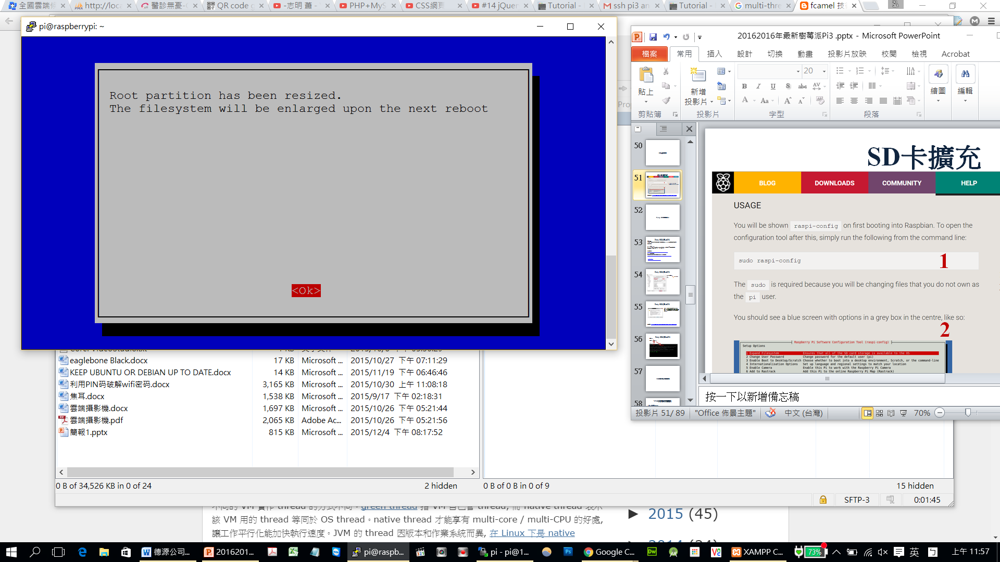 全國雲端候
http://loca
醫診無憂-C
QR code g
-志明 蕭 -
PHP+MyS
CSS網頁
#14 jQuer
Tutorial -
ssh pi3 an
Tutorial -
multi-thre
fcamel 技
pi@raspberrypi: ~
Root partition has been resized.
The filesystem will be enlarged upon the next reboot
<Ok>
20162016年最新樹莓派Pi3 .pptx - Microsoft PowerPoint
檔案 常用 插入 設計 切換 動畫 投影片放映 校閱 檢視 Acrobat
20
貼上
新增
投影片
繪圖
編輯
剪貼簿 投影片 字型 段落
50
51
52
53
54
55
56
57
58
SD卡擴充
BLOG DOWNLOADS COMMUNITY HELP
USAGE
You will be shown raspi-config on first booting into Raspbian. To open the
configuration tool after this, simply run the following from the command line:
sudo raspi-config
1
The sudo is required because you will be changing files that you do not own as
the pi user.
You should see a blue screen with options in a grey box in the centre, like so:
2
Raspberry Pi Software Configuration Tool (raspi-config)
Setup Options
1 Expand Filesystem Ensures that all of the SD card storage is available to the OS
2 Change User Password Change password for the default user (pi)
3 Enable Boot to Desktop/Scratch Choose whether to boot into a desktop environment, Scratch, or the command-line
4 Internationalisation Options Set up language and regional settings to match your location
5 Enable Camera Enable this Pi to work with the Raspberry Pi Camera
6 Add to Rastrack Add this Pi to the online Raspberry Pi Map (Rastrack)
按一下以新增備忘稿
投影片 51/ 89 "Office 佈景主題" 中文 (台灣) 70%
eaglebone Black.docx 17 KB Microsoft ... 2015/10/27 下午 07:11:29
KEEP UBUNTU OR DEBIAN UP TO DATE.docx 14 KB Microsoft ... 2015/11/19 下午 06:46:46
利用PIN码破解wifi密码.docx 3,165 KB Microsoft ... 2015/10/30 上午 11:08:18
焦耳.docx 1,538 KB Microsoft ... 2015/9/17 下午 02:18:31
雲端攝影機.docx 1,697 KB Microsoft ... 2015/10/26 下午 05:21:44
雲端攝影機.pdf 2,065 KB Adobe Ac... 2015/10/26 下午 05:21:56
簡報1.pptx 815 KB Microsoft ... 2015/12/4 下午 08:17:52
0 B of 34,526 KB in 0 of 24 2 hidden 0 B of 0 B in 0 of 9 15 hidden
SFTP-3 0:01:45
不同的 VM 實作 thread 的方式不同。green thread 指 VM 自己管 thread, 而 native thread 表示
該 VM 用的 thread 等同於 OS thread。native thread 才能享有 multi-core / multi-CPU 的好處,
讓工作平行化能加快執行速度。JVM 的 thread 因版本和作業系統而異, 在 Linux 下是 native
► 2015 (45)
德源公司... 2016201... pi@raspb... pi - pi@1... Google C... XAMPP C... 73% 英 上午 11:57